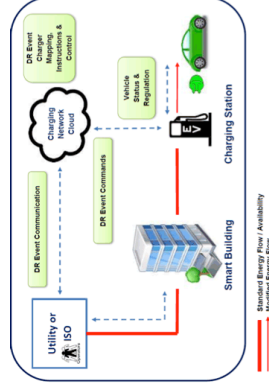 DR Event
Charger
Mapping,
Instructions &
Control
Charging
Network
Cloud
Vehicle
Status &
Regulation
DR Event Communication
DR Event Commands
EV
Charging Station
Smart Building
Utility or
ISO
Standard Energy Flow / Availability
Modified Energy Flow